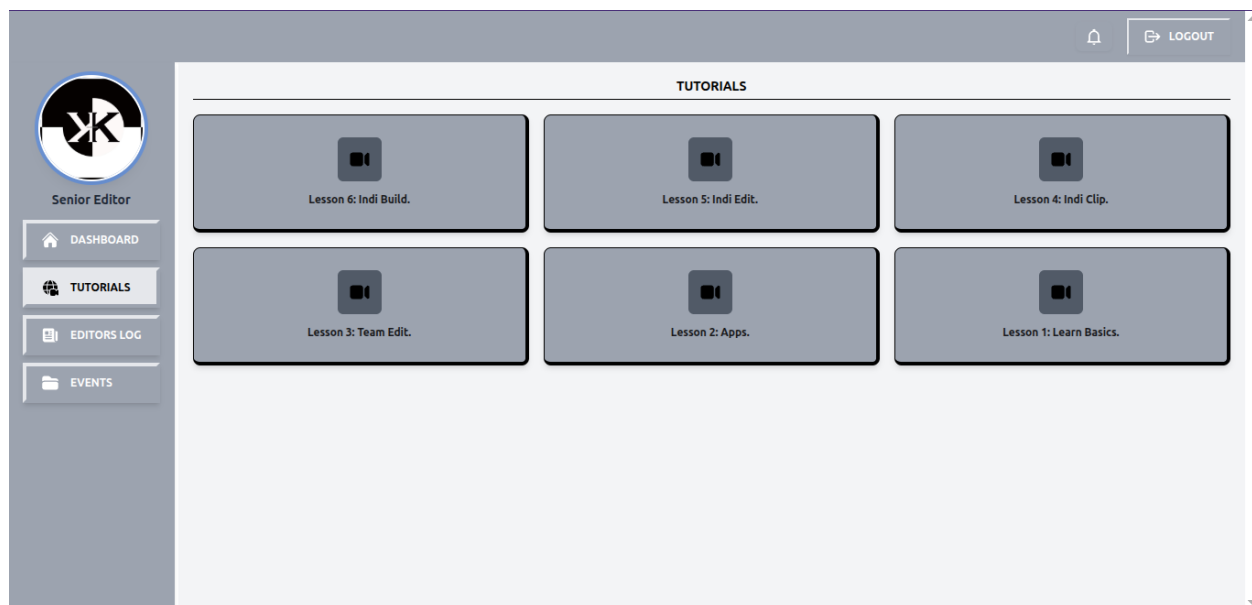 LOGOUT
TUTORIALS
Senior Editor
DASHBOARD
TUTORIALS
EDITORS LOG
EVENTS
Lesson 6: Indi Build.
Lesson 5: Indi Edit.
Lesson 4: Indi Clip.
Lesson 3: Team Edit.
Lesson 2: Apps.
Lesson 1: Learn Basics.